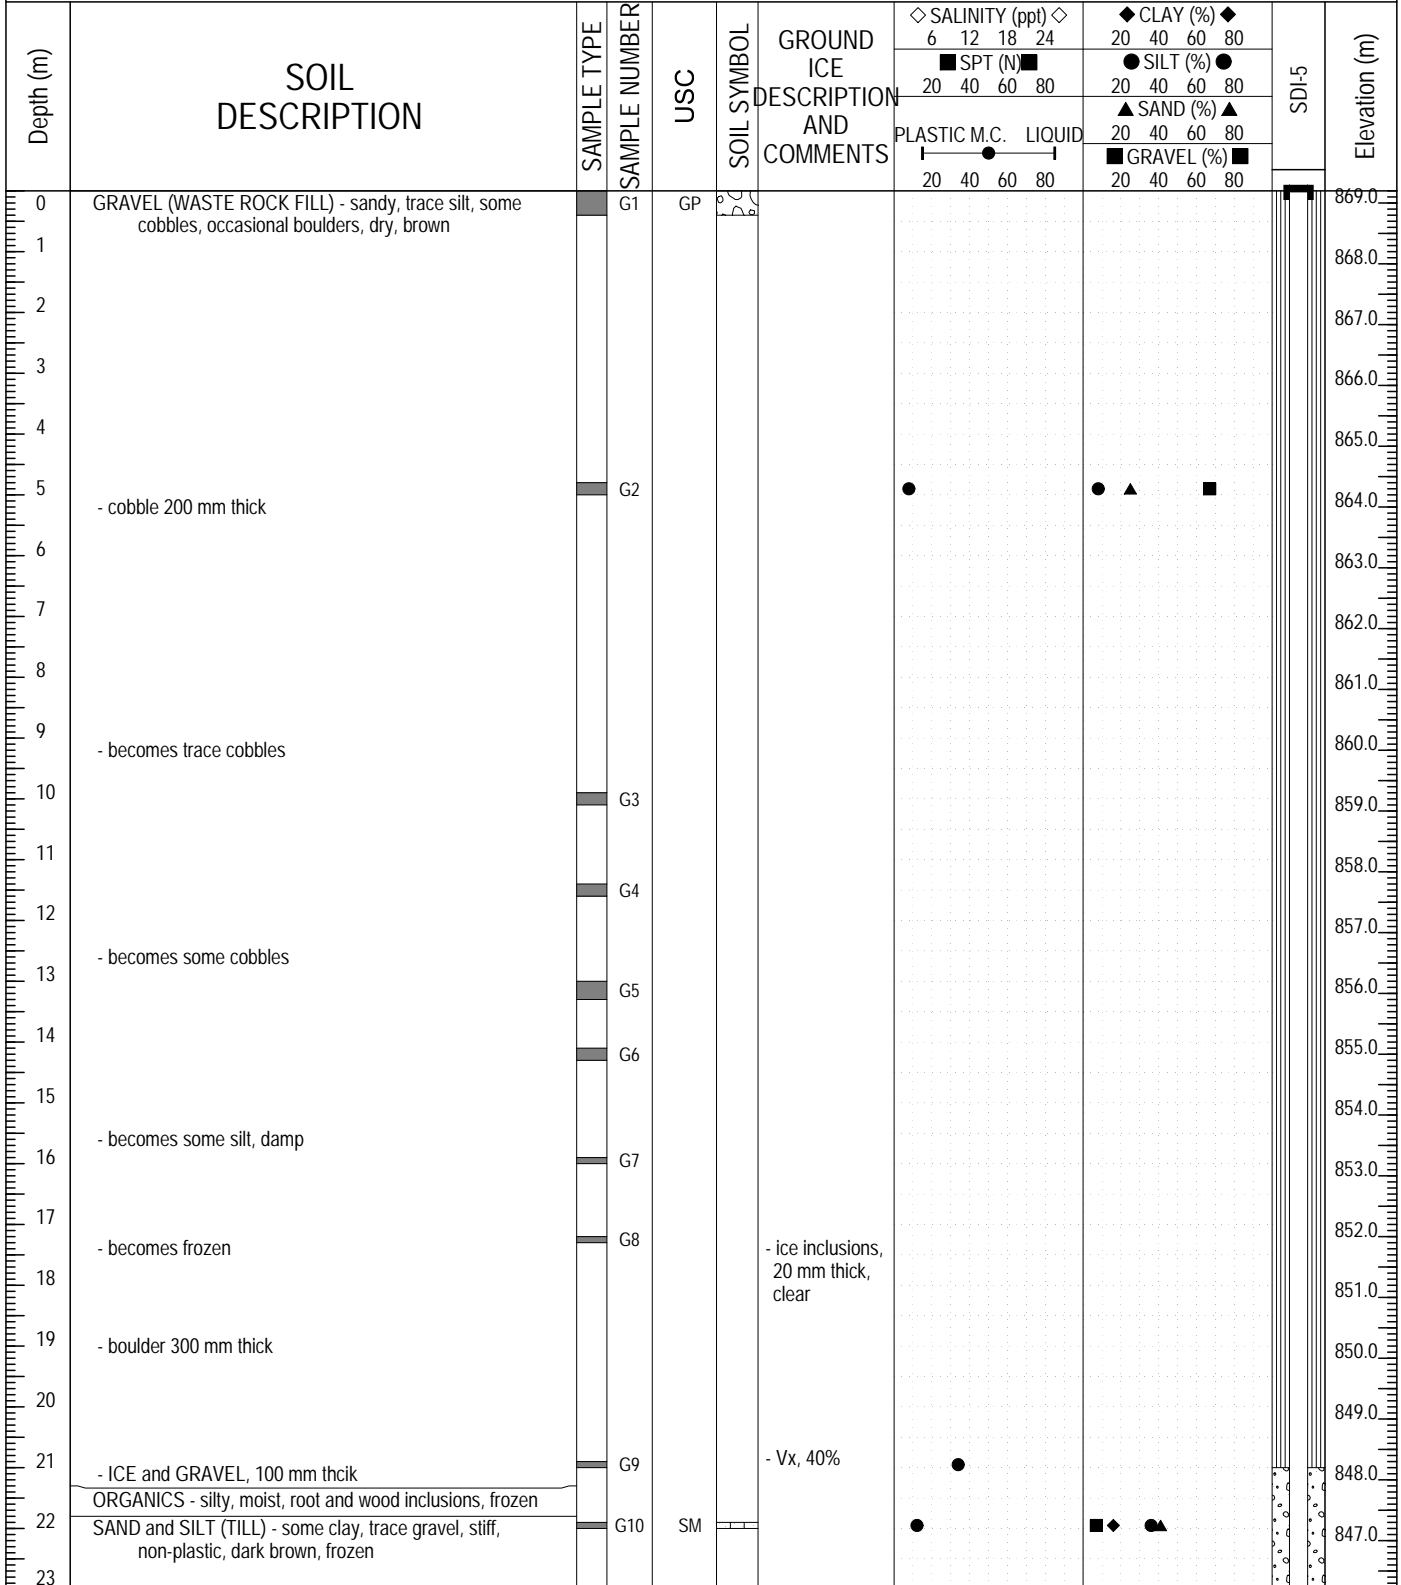 Depth (m)
SOIL
DESCRIPTION
SAMPLE TYPE
SAMPLE NUMBER
USC
SOIL SYMBOL
GROUND
ICE
DESCRIPTION
AND
COMMENTS
SALINITY (ppt)
6 12 18 24
SPT (N)
20 40 60 80
PLASTIC M.C. LIQUID
20 40 60 80
CLAY (%)
20 40 60 80
SILT (%)
20 40 60 80
SAND (%)
20 40 60 80
GRAVEL (%)
20 40 60 80
SDI-5
Elevation (m)
0 GRAVEL (WASTE ROCK FILL) - sandy, trace silt, some G1 GP 869.0
cobbles, occasional boulders, dry, brown
1 868.0
2 867.0
3 866.0
4 865.0
5 G2
- cobble 200 mm thick 864.0
6 863.0
7 862.0
8 861.0
9 860.0
- becomes trace cobbles
10 G3 859.0
11 858.0
G4
12 857.0
- becomes some cobbles
13 856.0
G5
14 855.0
G6
15 854.0
- becomes some silt, damp
16 G7 853.0
17 852.0
G8
- becomes frozen - ice inclusions,
18 20 mm thick, 851.0
clear
19 - boulder 300 mm thick 850.0
20 849.0
21 G9 - Vx, 40% 848.0
- ICE and GRAVEL, 100 mm thcik
ORGANICS - silty, moist, root and wood inclusions, frozen
22 SAND and SILT (TILL) - some clay, trace gravel, stiff, G10 SM 847.0
non-plastic, dark brown, frozen
23